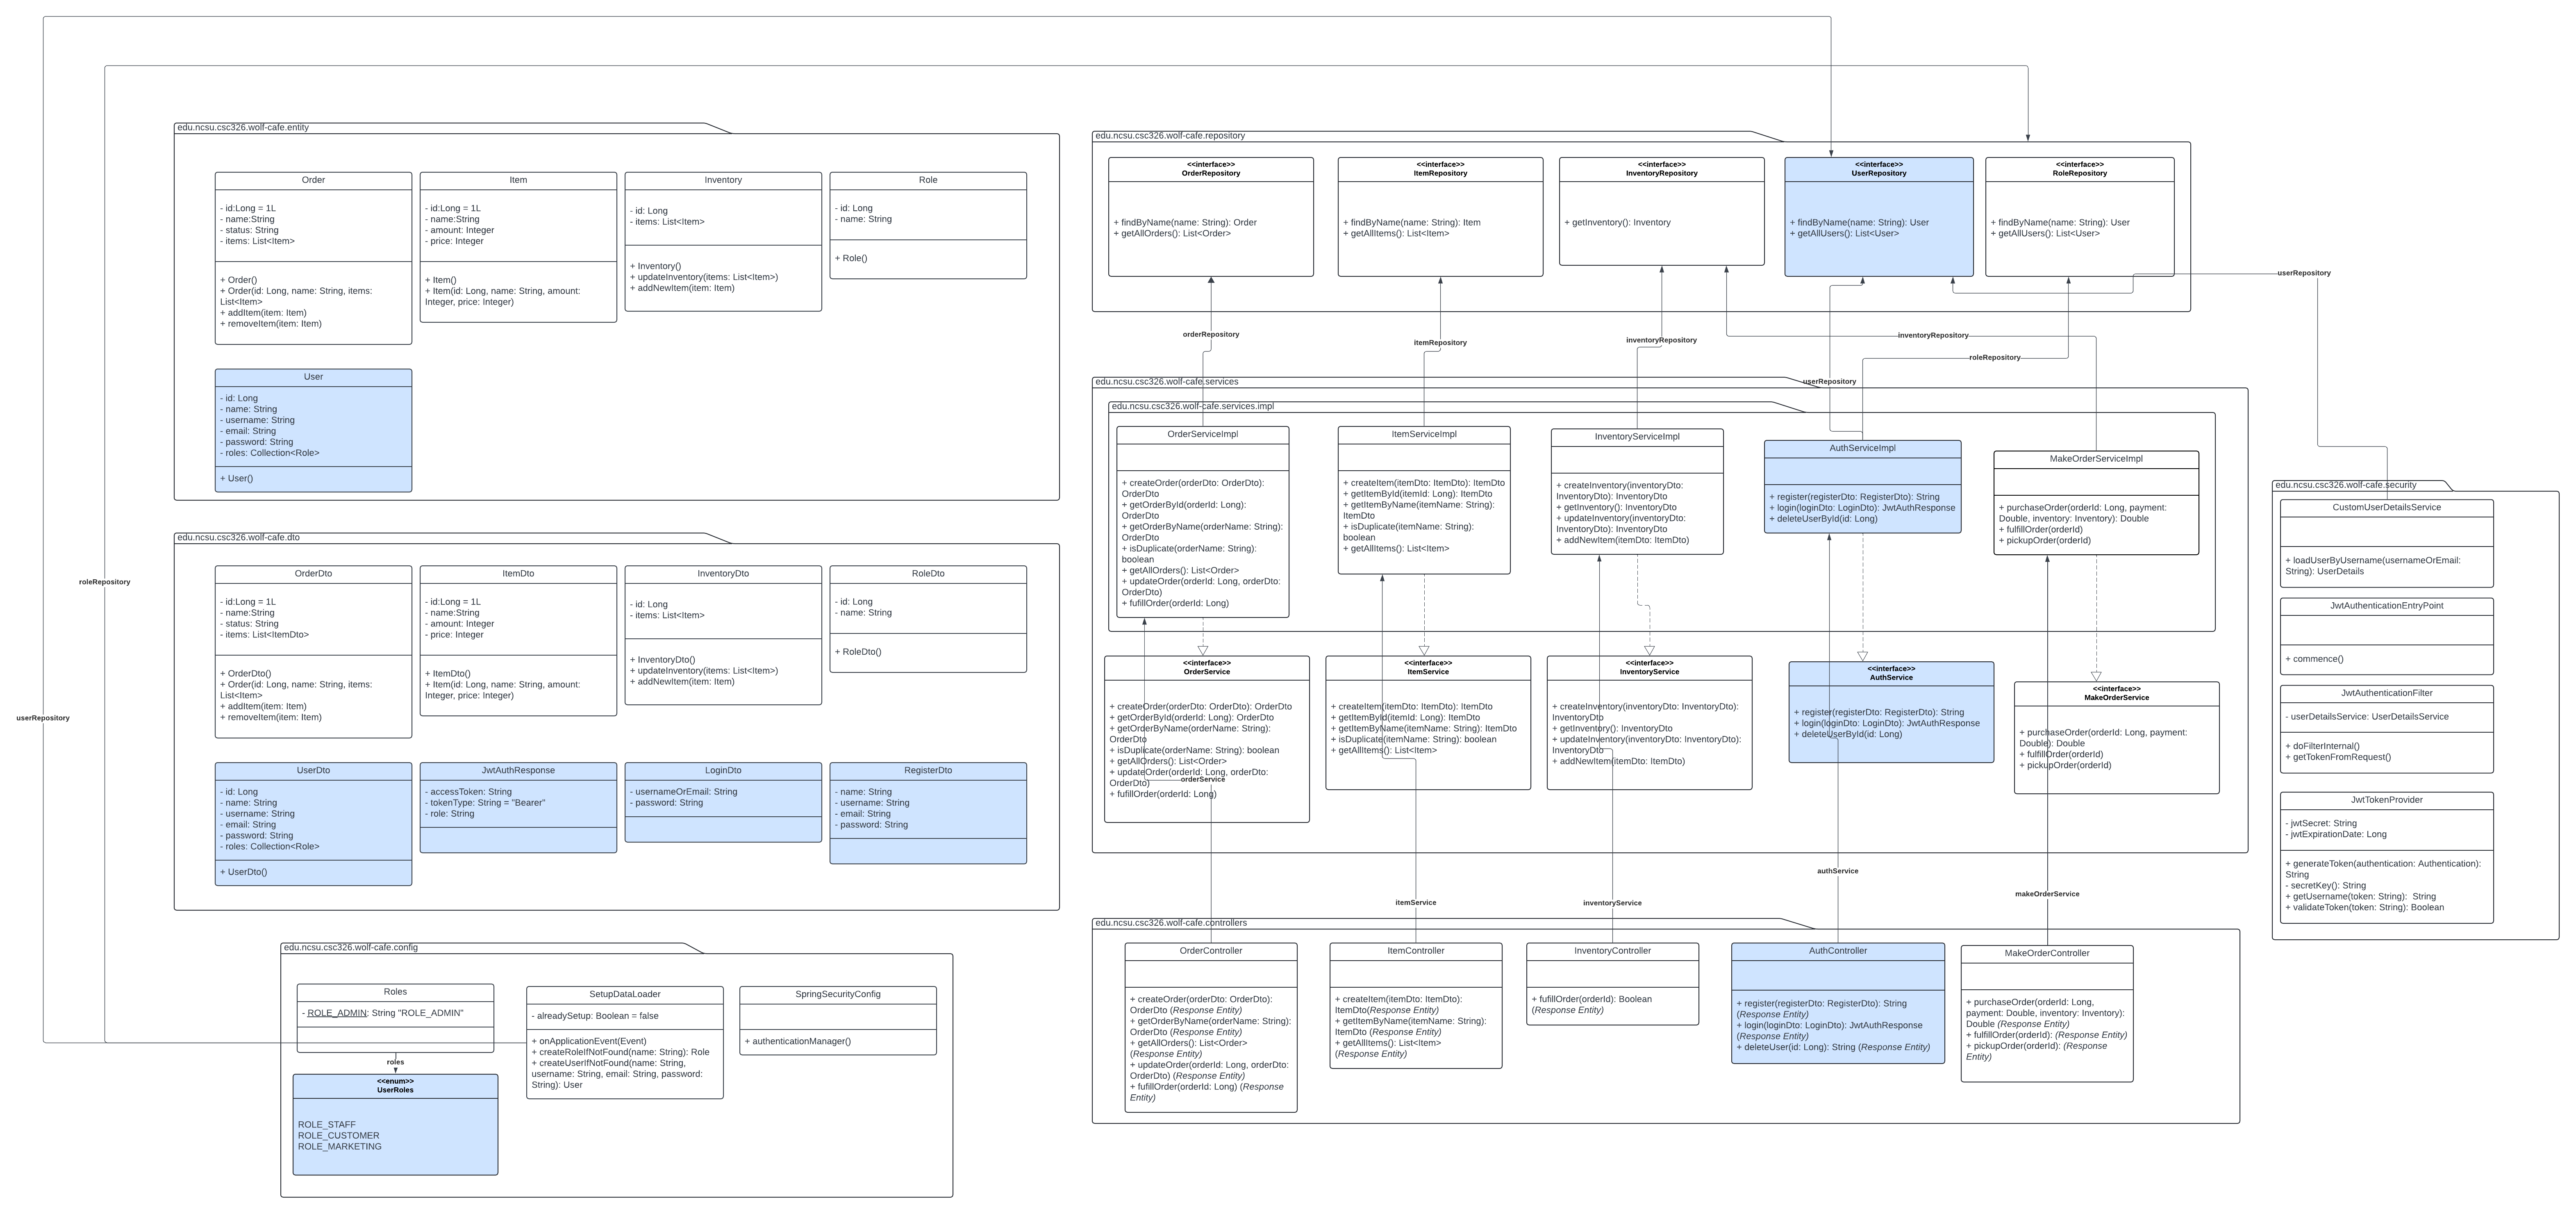 edu.ncsu.csc326.wolf-cafe.entity
Order
- id:Long = 1L
- name:String
- status: String
- items: List<Item>
+ Order()
+ Order(id: Long, name: String, items:
List<Item>
+ addItem(item: Item)
+ removeItem(item: Item)
Item
- id:Long = 1L
- name:String
- amount: Integer
- price: Integer
+ Item()
+ Item(id: Long, name: String, amount:
Integer, price: Integer)
Inventory
- id: Long
- items: List<Item>
+ Inventory()
+ updateInventory(items: List<Item>)
+ addNewItem(item: Item)
Role
- id: Long
- name: String
+ Role()
User
- id: Long
- name: String
- username: String
- email: String
- password: String
- roles: Collection<Role>
+ User()
edu.ncsu.csc326.wolf-cafe.repository
<<interface>>
OrderRepository
+ findByName(name: String): Order
+ getAllOrders(): List<Order>
<<interface>>
ItemRepository
+ findByName(name: String): Item
+ getAllItems(): List<Item>
<<interface>>
InventoryRepository
+ getInventory(): Inventory
<<interface>>
UserRepository
+ findByName(name: String): User
+ getAllUsers(): List<User>
<<interface>>
RoleRepository
+ findByName(name: String): User
+ getAllUsers(): List<User>
userRepository
orderRepository
itemRepository
inventoryRepository
inventoryRepository
roleRepository
userRepository
edu.ncsu.csc326.wolf-cafe.services
edu.ncsu.csc326.wolf-cafe.services.impl
OrderServiceImpl
+ createOrder(orderDto: OrderDto):
OrderDto
+ getOrderById(orderId: Long):
OrderDto
+ getOrderByName(orderName: String):
OrderDto
+ isDuplicate(orderName: String):
boolean
+ getAllOrders(): List<Order>
+ updateOrder(orderId: Long, orderDto:
OrderDto)
+ fufillOrder(orderId: Long)
ItemServiceImpl
+ createItem(itemDto: ItemDto): ItemDto
+ getItemById(itemId: Long): ItemDto
+ getItemByName(itemName: String):
ItemDto
+ isDuplicate(itemName: String):
boolean
+ getAllItems(): List<Item>
InventoryServiceImpl
+ createInventory(inventoryDto:
InventoryDto): InventoryDto
+ getInventory(): InventoryDto
+ updateInventory(inventoryDto:
InventoryDto): InventoryDto
+ addNewItem(itemDto: ItemDto)
AuthServiceImpl
+ register(registerDto: RegisterDto): String
+ login(loginDto: LoginDto): JwtAuthResponse
+ deleteUserById(id: Long)
MakeOrderServiceImpl
+ purchaseOrder(orderId: Long, payment:
Double, inventory: Inventory): Double
+ fulfillOrder(orderId)
+ pickupOrder(orderId)
<<interface>>
OrderService
+ createOrder(orderDto: OrderDto): OrderDto
+ getOrderById(orderId: Long): OrderDto
+ getOrderByName(orderName: String):
OrderDto
+ isDuplicate(orderName: String): boolean
+ getAllOrders(): List<Order>
+ updateOrder(orderId: Long, orderDto:
OrderDto)
+ fufillOrder(orderId: Long)
orderService
<<interface>>
ItemService
+ createItem(itemDto: ItemDto): ItemDto
+ getItemById(itemId: Long): ItemDto
+ getItemByName(itemName: String): ItemDto
+ isDuplicate(itemName: String): boolean
+ getAllItems(): List<Item>
<<interface>>
InventoryService
+ createInventory(inventoryDto: InventoryDto):
InventoryDto
+ getInventory(): InventoryDto
+ updateInventory(inventoryDto: InventoryDto):
InventoryDto
+ addNewItem(itemDto: ItemDto)
<<interface>>
AuthService
+ register(registerDto: RegisterDto): String
+ login(loginDto: LoginDto): JwtAuthResponse
+ deleteUserById(id: Long)
<<interface>>
MakeOrderService
+ purchaseOrder(orderId: Long, payment:
Double): Double
+ fulfillOrder(orderId)
+ pickupOrder(orderId)
edu.ncsu.csc326.wolf-cafe.security
CustomUserDetailsService
+ loadUserByUsername(usernameOrEmail:
String): UserDetails
JwtAuthenticationEntryPoint
+ commence()
JwtAuthenticationFilter
- userDetailsService: UserDetailsService
+ doFilterInternal()
+ getTokenFromRequest()
JwtTokenProvider
- jwtSecret: String
- jwtExpirationDate: Long
+ generateToken(authentication: Authentication):
String
- secretKey(): String
+ getUsername(token: String): String
+ validateToken(token: String): Boolean
edu.ncsu.csc326.wolf-cafe.dto
OrderDto
- id:Long = 1L
- name:String
- status: String
- items: List<ItemDto>
+ OrderDto()
+ Order(id: Long, name: String, items:
List<Item>
+ addItem(item: Item)
+ removeItem(item: Item)
ItemDto
- id:Long = 1L
- name:String
- amount: Integer
- price: Integer
+ ItemDto()
+ Item(id: Long, name: String, amount:
Integer, price: Integer)
InventoryDto
- id: Long
- items: List<Item>
+ InventoryDto()
+ updateInventory(items: List<Item>)
+ addNewItem(item: Item)
RoleDto
- id: Long
- name: String
+ RoleDto()
UserDto
- id: Long
- name: String
- username: String
- email: String
- password: String
- roles: Collection<Role>
+ UserDto()
JwtAuthResponse
- accessToken: String
- tokenType: String = "Bearer"
- role: String
LoginDto
- usernameOrEmail: String
- password: String
RegisterDto
- name: String
- username: String
- email: String
- password: String
roleRepository
userRepository
authService
makeOrderService
itemService
inventoryService
edu.ncsu.csc326.wolf-cafe.controllers
OrderController
+ createOrder(orderDto: OrderDto):
OrderDto (Response Entity)
+ getOrderByName(orderName: String):
OrderDto (Response Entity)
+ getAllOrders(): List<Order>
(Response Entity)
+ updateOrder(orderId: Long, orderDto:
OrderDto) (Response Entity)
+ fufillOrder(orderId: Long) (Response
Entity)
ItemController
+ createItem(itemDto: ItemDto):
ItemDto(Response Entity)
+ getItemByName(itemName: String):
ItemDto (Response Entity)
+ getAllItems(): List<Item>
(Response Entity)
InventoryController
+ fufillOrder(orderId): Boolean
(Response Entity)
AuthController
+ register(registerDto: RegisterDto): String
(Response Entity)
+ login(loginDto: LoginDto): JwtAuthResponse
(Response Entity)
+ deleteUser(id: Long): String (Response Entity)
MakeOrderController
+ purchaseOrder(orderId: Long,
payment: Double, inventory: Inventory):
Double (Response Entity)
+ fulfillOrder(orderId): (Response Entity)
+ pickupOrder(orderId): (Response
Entity)
edu.ncsu.csc326.wolf-cafe.config
Roles
- ROLE_ADMIN: String "ROLE_ADMIN"
roles
<<enum>>
UserRoles
ROLE_STAFF
ROLE_CUSTOMER
ROLE_MARKETING
SetupDataLoader
- alreadySetup: Boolean = false
+ onApplicationEvent(Event)
+ createRoleIfNotFound(name: String): Role
+ createUserIfNotFound(name: String,
username: String, email: String, password:
String): User
SpringSecurityConfig
+ authenticationManager()